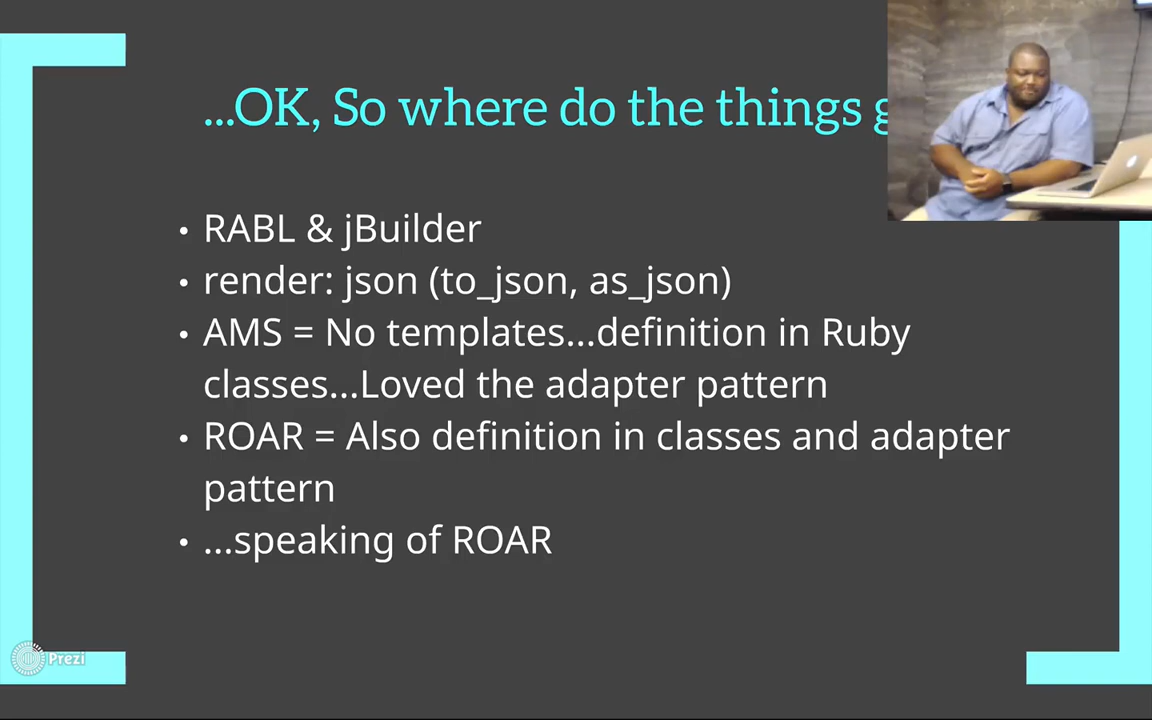 ...OK, So where do the things
• RABL & jBuilder
• render: json (to_json, as_json)
• AMS = No templates...definition in Ruby
classes...Loved the adapter pattern
• ROAR = Also definition in classes and adapter
pattern
• ...speaking of ROAR
Prezi